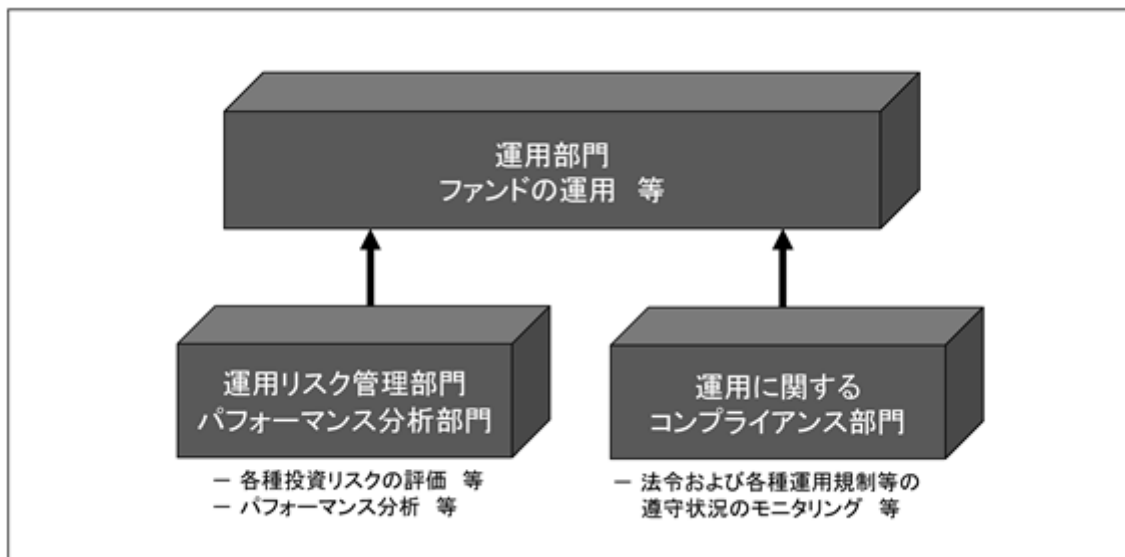 運用部門
ファンドの運用 等
運用リスク管理部門
パフォーマンス分析部門
運用に関する
コンプライアンス部門
－ 各種投資リスクの評価 等
－ パフォーマンス分析 等
－ 法令および各種運用規制等の
遵守状況のモニタリング 等